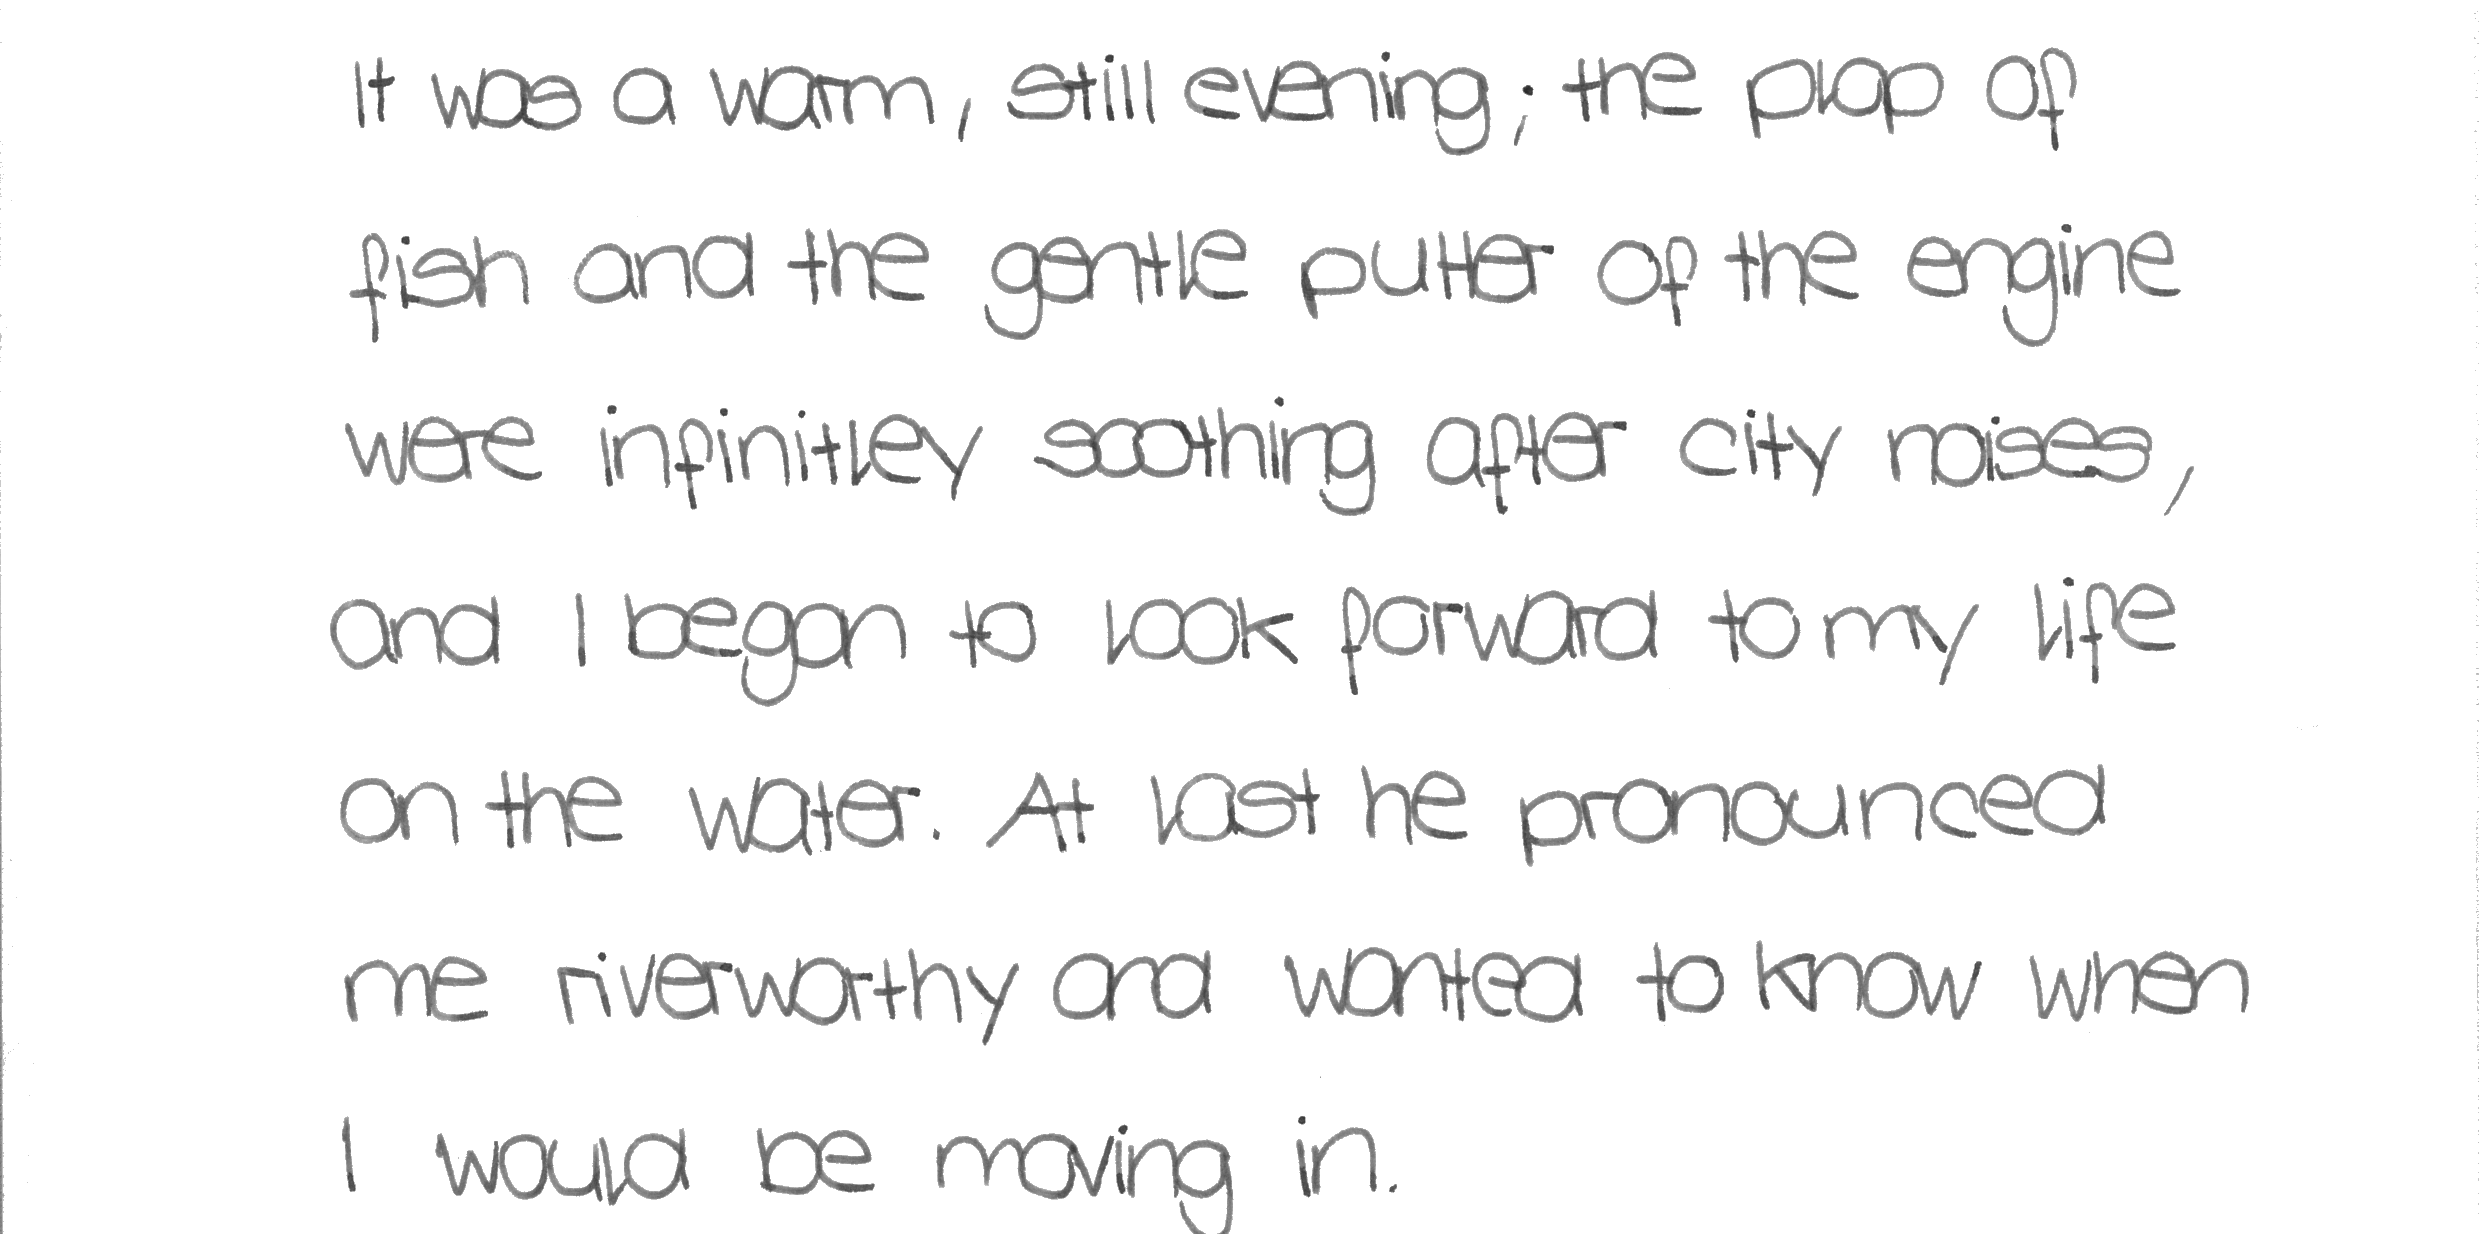 It was a warm, still evening; the plop of
fish and the gentle putter of the engine
were infinitley soothing after city noises,
and I began to look forward to my life
on the water. At last he pronounced
me riverworthy and wanted to know when
I would be moving in.